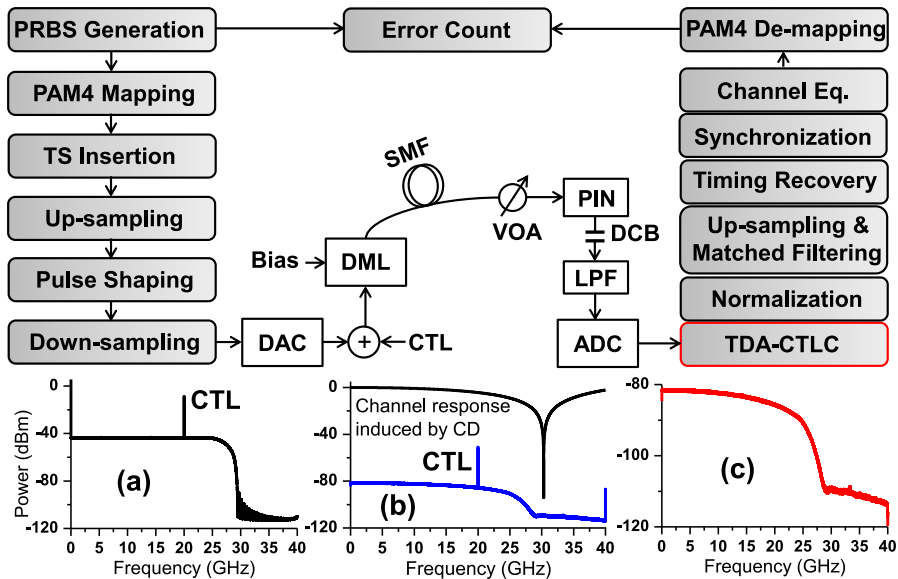 PRBS Generation
Error Count
PAM4 De-mapping
PAM4 Mapping
Channel Eq.
TS Insertion
Synchronization
SMF
Timing Recovery
Up-sampling
PIN
Up-sampling &
Matched Filtering
VOA
DCB
Bias
DML
Pulse Shaping
LPF
Normalization
Down-sampling
DAC
+
CTL
ADC
TDA-CTLC
Power (dBm)
0
-40
-80
-120
CTL
(a)
0 5 10 15 20 25 30 35 40
Frequency (GHz)
0
-40
-80
-120
Channel response
induced by CD
CTL
(b)
0 5 10 15 20 25 30 35 40
Frequency (GHz)
-80
-100
-120
(c)
0 5 10 15 20 25 30 35 40
Frequency (GHz)